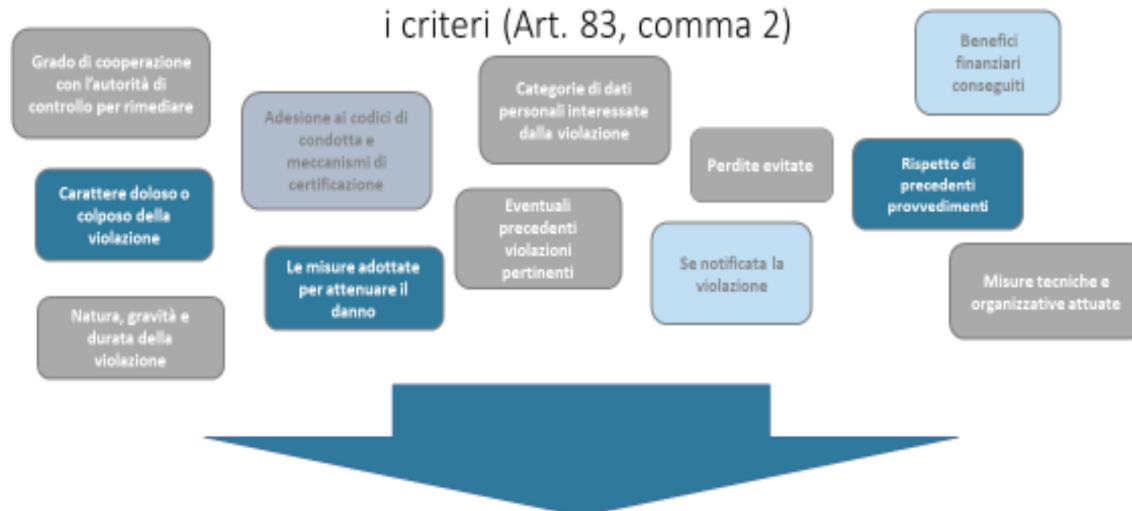 i criteri (Art. 83, comma 2)
Grado di cooperazione
con l'autorità di
controllo per rimediare
Adesione ai codici di
condotta e
meccanismi di
certificazione
Categorie di dati
personali interessate
dalla violazione
Benefici
finanziari
conseguiti
Perdite evitate
Rispetto di
precedenti
provvedimenti
Carattere doloso o
colposo della
violazione
Eventuali
precedenti
violazioni
pertinenti
Le misure adottate
per attenuare il
danno
Se notificata la
violazione
Misure tecniche e
organizzative attuate
Natura, gravità e
durata della
violazione